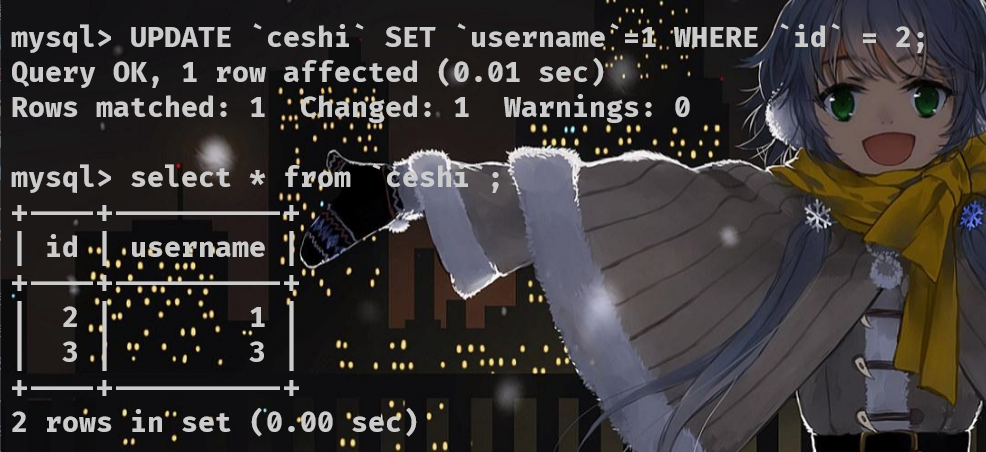 mysql> UPDATE `ceshi` SET `username`=1 WHERE `id` = 2;
Query OK, 1 row affected (0.01 sec)
Rows matched: 1  Changed: 1  Warnings: 0
mysql> select * from  ceshi ;
+----+----------+
| id | username |
+----+----------+
|  2 |        1 |
|  3 |        3 |
+----+----------+
2 rows in set (0.00 sec)